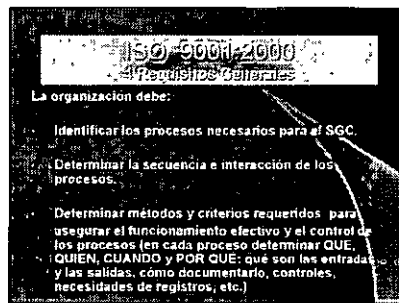 ISO 9001-2000
4 Requisitos Generales
La organización debe:
Identificar los procesos necesarios para el SGC.
Determinar la secuencia e interacción de los
procesos.
Determinar métodos y criterios requeridos para
asegurar el funcionamiento efectivo y el control de
los procesos (en cada proceso determinar QUE,
QUIEN, CUANDO y POR QUE: qué son las entradas
y las salidas, cómo documentarlo, controles,
necesidades de registros, etc.)